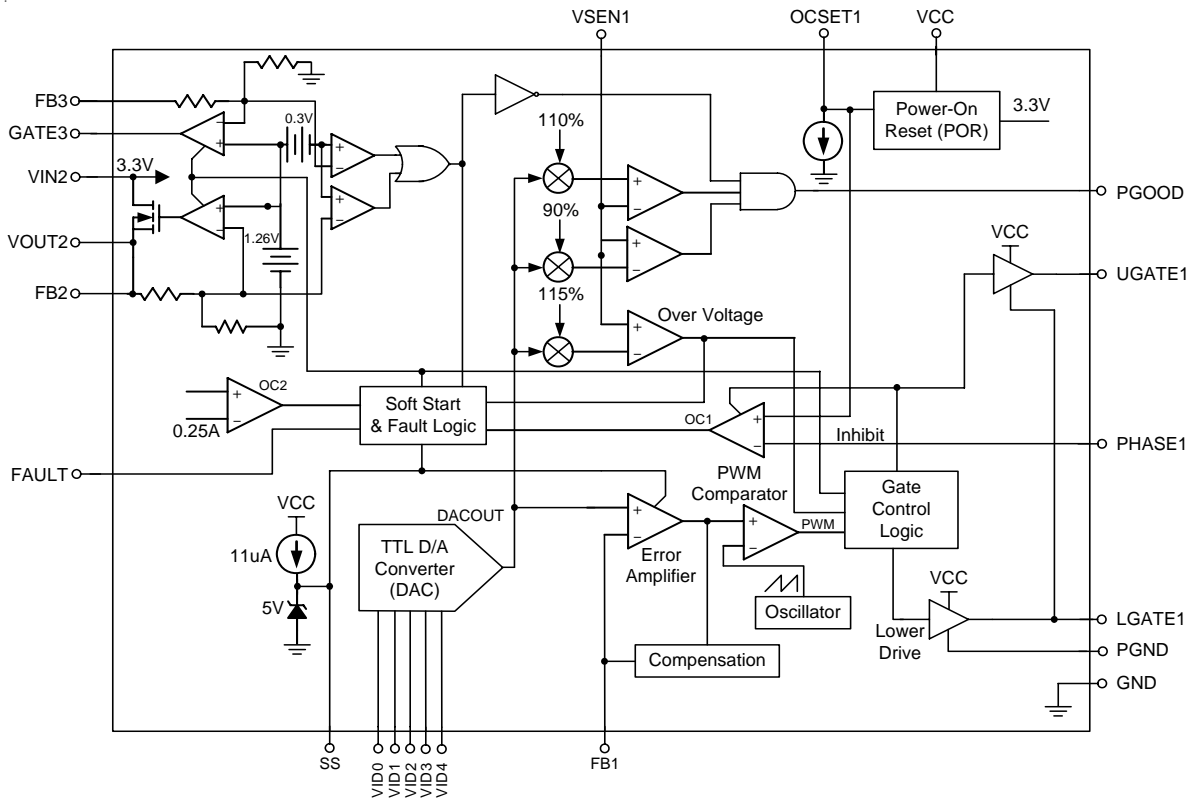 VSEN1
OCSET1
VCC
FB3
GATE3
VIN2
VOUT2
FB2
FAULT
3.3V
0.3V
1.26V
−
+
+
−
+
−
+
−
110%
90%
115%
+
−
+
−
+
−
Over Voltage
Power-On
Reset (POR)
3.3V
PGOOD
VCC
UGATE1
OC2
+
−
0.25A
Soft Start
& Fault Logic
OC1
+
−
Inhibit
PHASE1
VCC
11uA
5V
DACOUT
TTL D/A
Converter
(DAC)
+
−
Error
Amplifier
PWM
Comparator
+
−
PWM
Gate
Control
Logic
Oscillator
Compensation
VCC
Lower
Drive
LGATE1
PGND
GND
SS
VID0
VID1
VID2
VID3
VID4
FB1